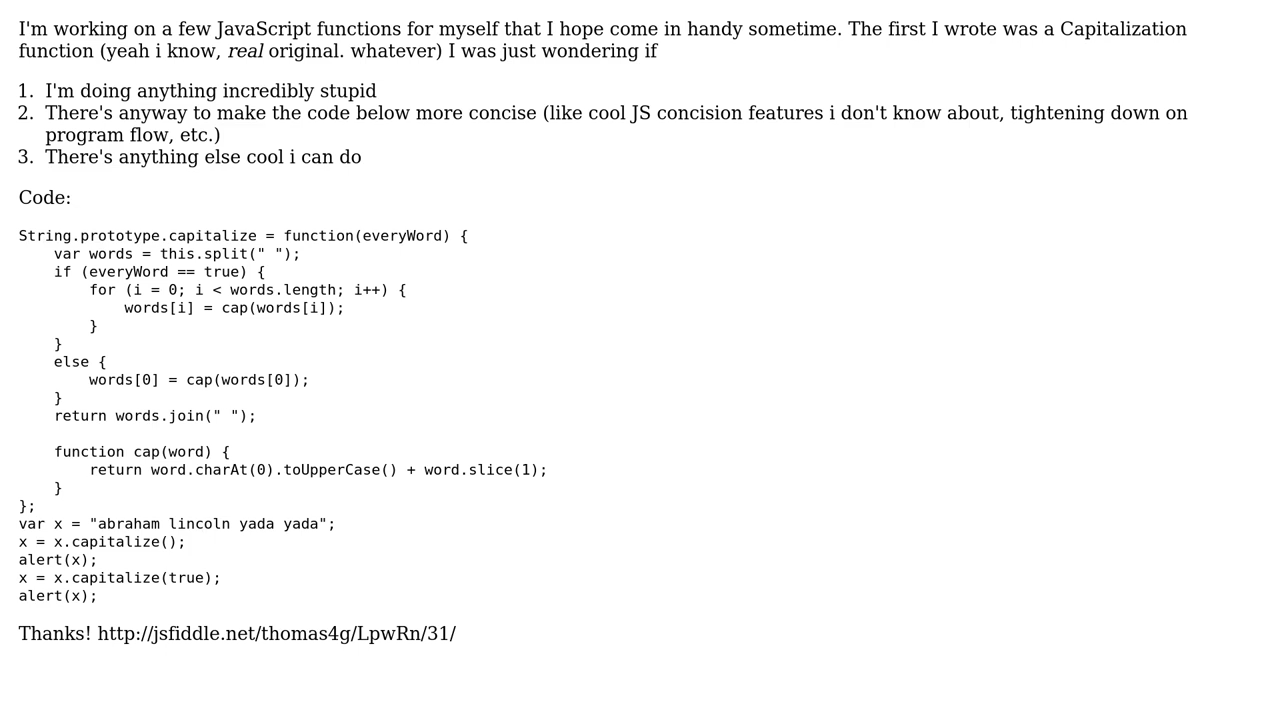 I'm working on a few JavaScript functions for myself that I hope come in handy sometime. The first I wrote was a Capitalization
function (yeah i know, real original. whatever) I was just wondering if
1. I'm doing anything incredibly stupid
2. There's anyway to make the code below more concise (like cool JS concision features i don't know about, tightening down on
program flow, etc.)
3. There's anything else cool i can do
Code:
String.prototype.capitalize = function(everyWord) {
    var words = this.split(" ");
    if (everyWord == true) {
        for (i = 0; i < words.length; i++) {
            words[i] = cap(words[i]);
        }
    }
    else {
        words[0] = cap(words[0]);
    }
    return words.join(" ");

    function cap(word) {
        return word.charAt(0).toUpperCase() + word.slice(1);
    }
};
var x = "abraham lincoln yada yada";
x = x.capitalize();
alert(x);
x = x.capitalize(true);
alert(x);
Thanks! http://jsfiddle.net/thomas4g/LpwRn/31/